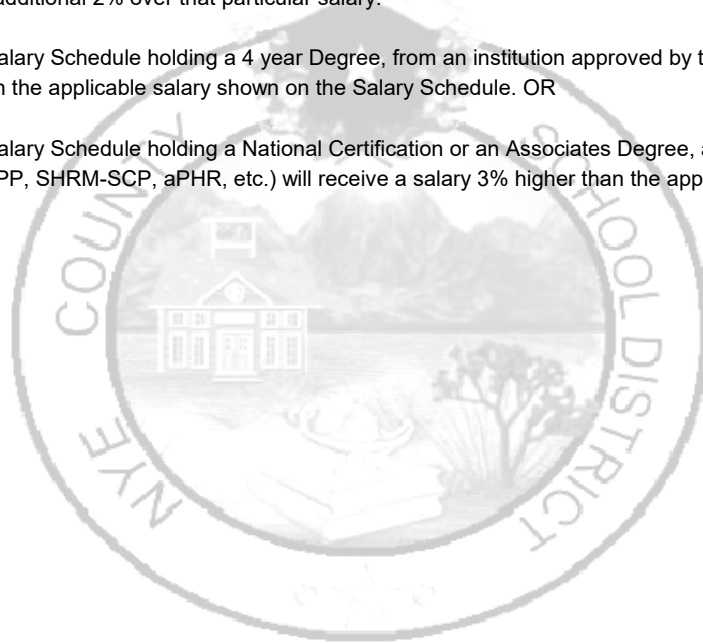 additional 2% over that particular salary.
alary Schedule holding a 4 year Degree, from an institution approved by t
n the applicable salary shown on the Salary Schedule. OR
alary Schedule holding a National Certification or an Associates Degree, a
PP, SHRM-SCP, aPHR, etc.) will receive a salary 3% higher than the app
NYE COUNTY SCHOOL DISTRICT